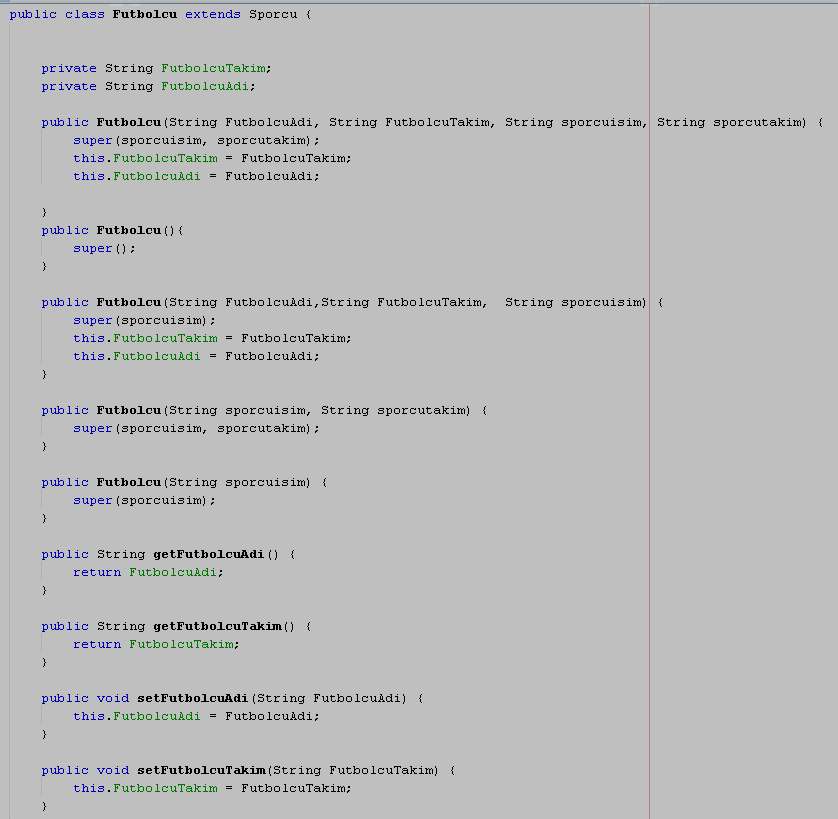 public class Futbolcu extends Sporcu {
private String FutbolcuTakim;
private String FutbolcuAdi;
public Futbolcu(String FutbolcuAdi, String FutbolcuTakim, String sporcuisim, String sporcutakim) {
super(sporcuisim, sporcutakim);
this.FutbolcuTakim = FutbolcuTakim;
this.FutbolcuAdi = FutbolcuAdi;
}
public Futbolcu(){
super();
}
public Futbolcu(String FutbolcuAdi,String FutbolcuTakim,  String sporcuisim) {
super(sporcuisim);
this.FutbolcuTakim = FutbolcuTakim;
this.FutbolcuAdi = FutbolcuAdi;
}
public Futbolcu(String sporcuisim, String sporcutakim) {
super(sporcuisim, sporcutakim);
}
public Futbolcu(String sporcuisim) {
super(sporcuisim);
}
public String getFutbolcuAdi() {
return FutbolcuAdi;
}
public String getFutbolcuTakim() {
return FutbolcuTakim;
}
public void setFutbolcuAdi(String FutbolcuAdi) {
this.FutbolcuAdi = FutbolcuAdi;
}
public void setFutbolcuTakim(String FutbolcuTakim) {
this.FutbolcuTakim = FutbolcuTakim;
}